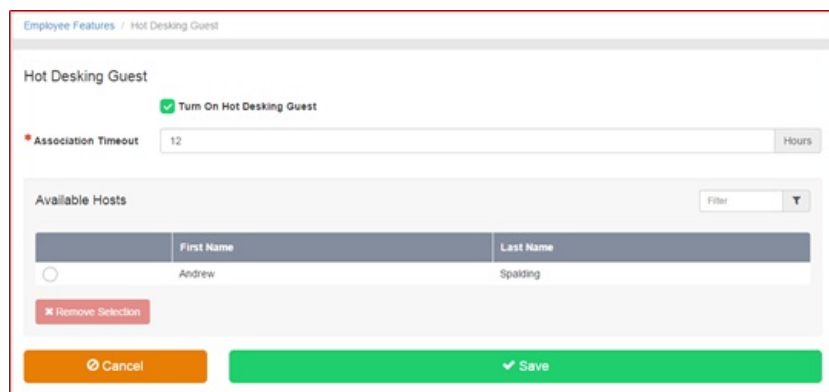 Employee Features / Hot Desking Guest
Hot Desking Guest
Turn On Hot Desking Guest
* Association Timeout 12 Hours
Available Hosts Filter
First Name Last Name
Andrew Spalding
Remove Selection
Cancel Save